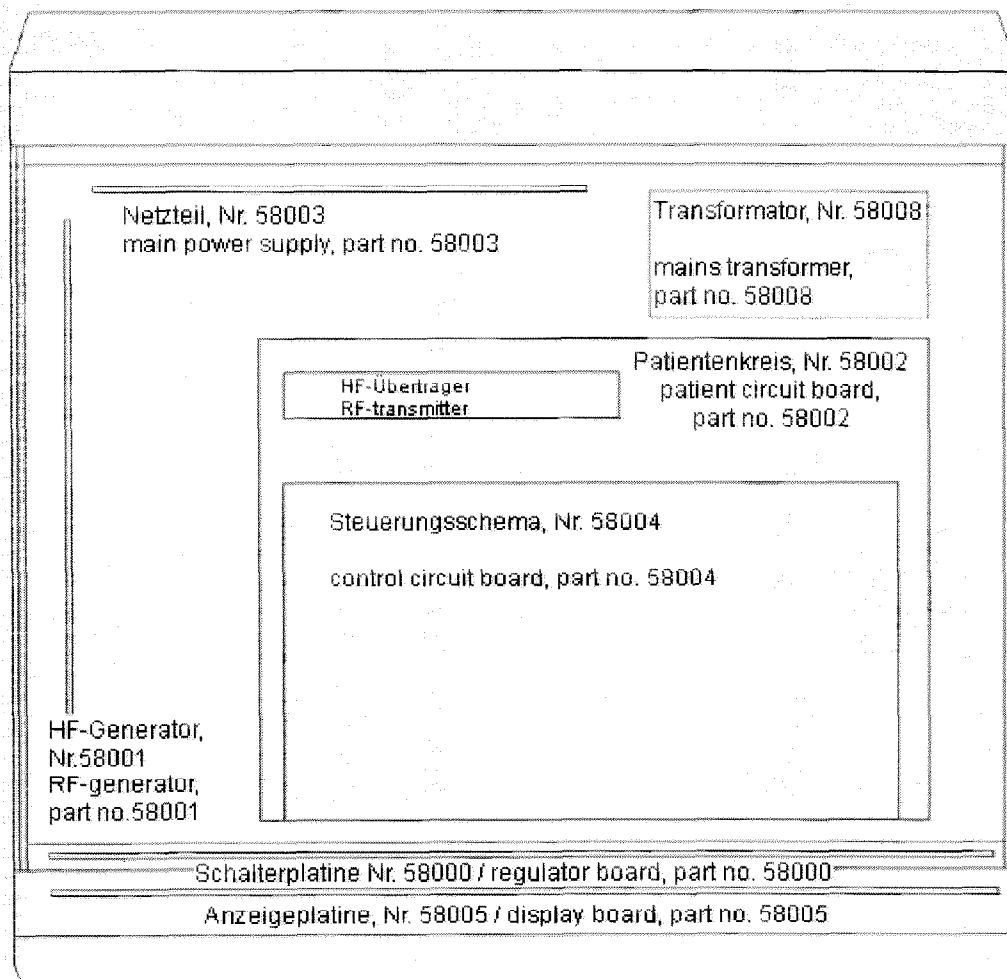 Netzteil, Nr. 58003
main power supply, part no. 58003
Transformator, Nr. 58008
mains transformer,
part no. 58008
Patientenkreis, Nr. 58002
patient circuit board,
part no. 58002
HF-Übertrager
RF-transmitter
Steuerungsschema, Nr. 58004
control circuit board, part no. 58004
HF-Generator,
Nr.58001
RF-generator,
part no.58001
Schalterplatine Nr. 58000 / regulator board, part no. 58000
Anzeigeplatine, Nr. 58005 / display board, part no. 58005